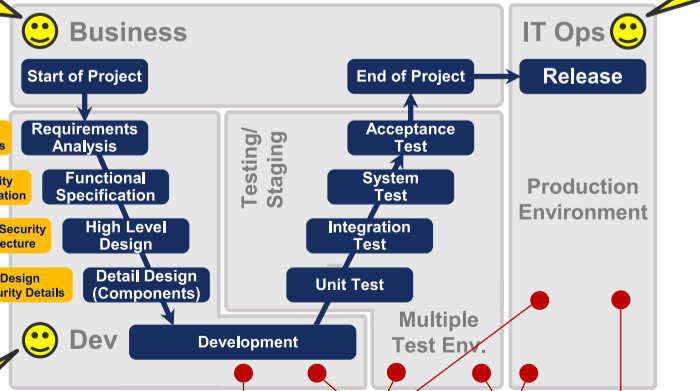 Business
IT Ops
Start of Project
End of Project
Release
Requirements
Analysis
Acceptance
Test
Testing/
Staging
Functional
Specification
System
Test
Production
Environment
Security
High Level
Design
Integration
Test
Design
Detail Design
(Components)
Unit Test
Details
Dev
Development
Multiple
Test Env.